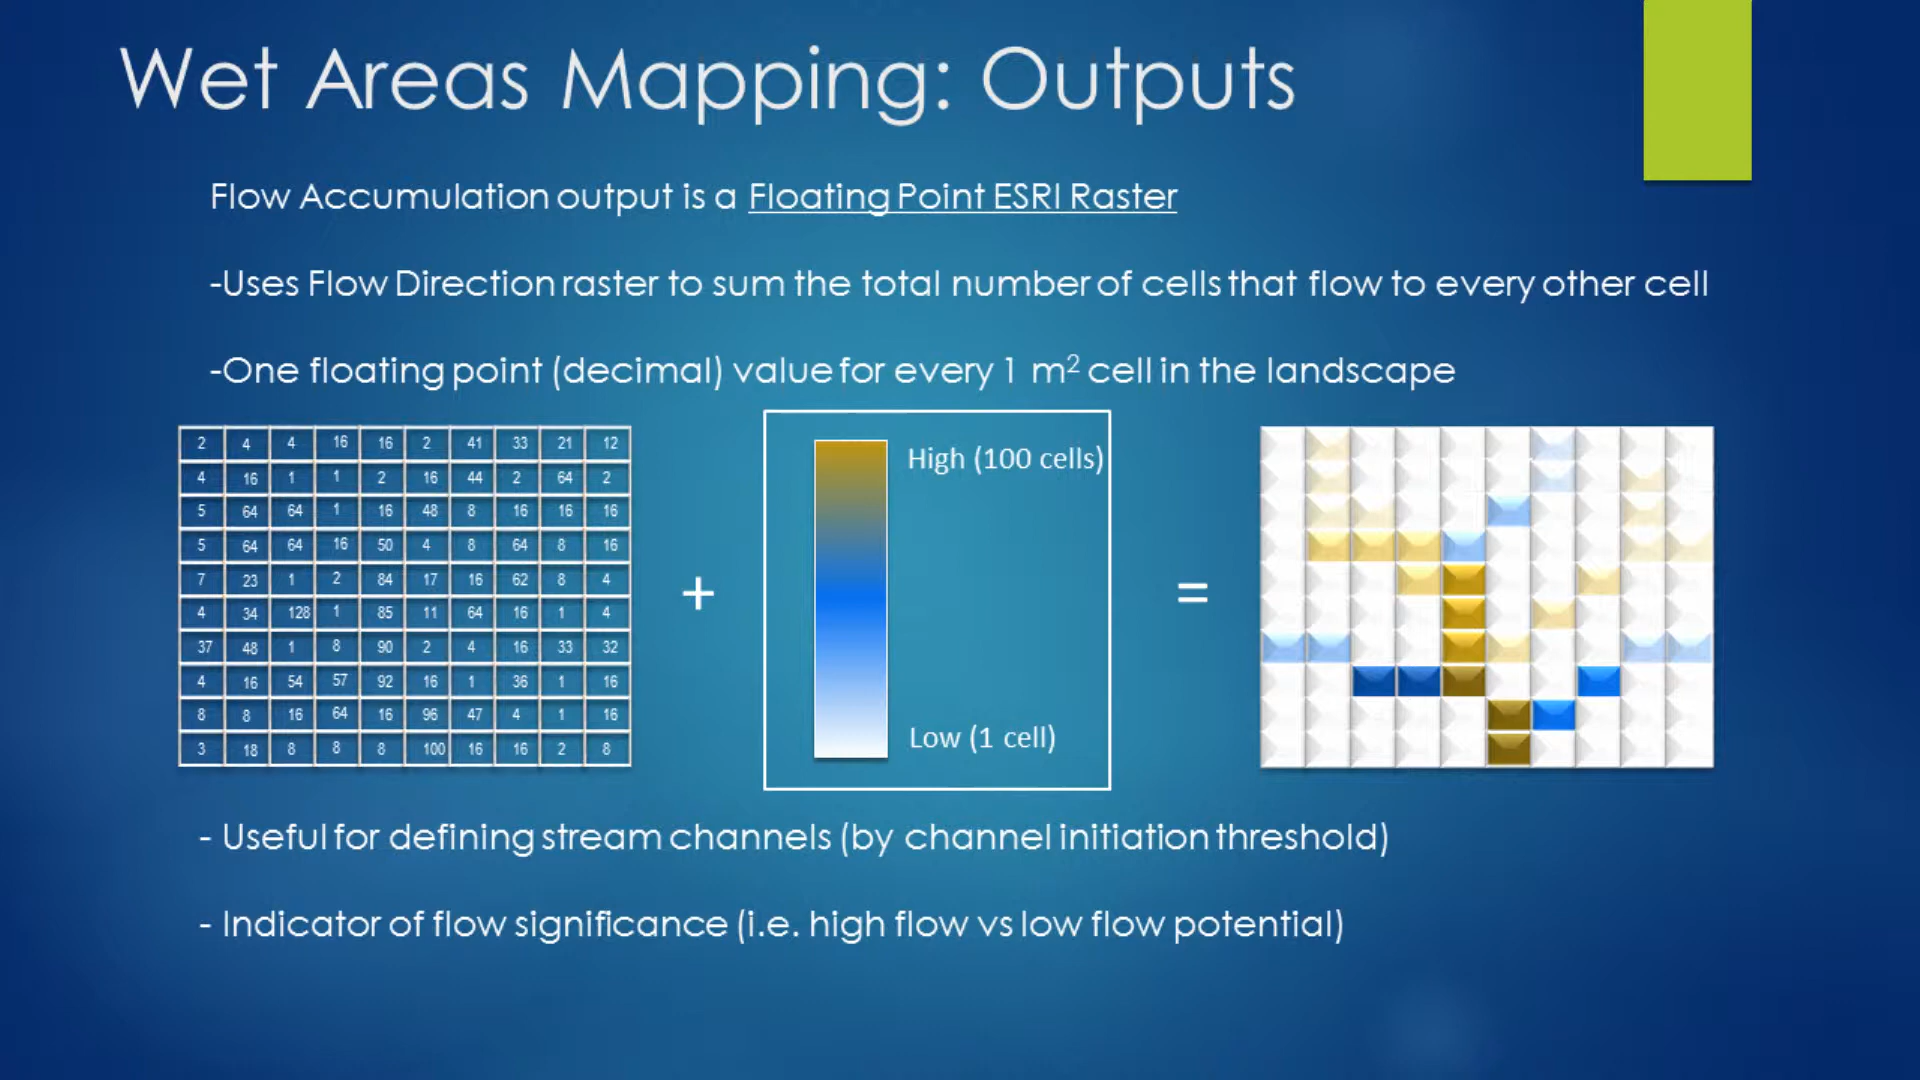 Wet Areas Mapping: Outputs
Flow Accumulation output is a Floating Point ESRI Raster
-Uses Flow Direction raster to sum the total number of cells that flow to every other cell
-One floating point (decimal) value for every 1 m² cell in the landscape
2 4 4 16 16 2 41 33 21 12
4 16 1 1 2 16 44 2 64 2
5 64 64 1 16 48 8 16 16 16
5 64 64 16 50 4 8 64 8 16
7 23 1 2 84 17 16 62 8 4
4 34 128 1 85 11 64 16 1 4
37 48 1 8 90 2 4 16 33 32
4 16 54 57 92 16 1 36 1 16
8 8 16 64 16 96 47 4 1 16
3 18 8 8 8 100 16 16 2 8
+
High (100 cells)
Low (1 cell)
=
- Useful for defining stream channels (by channel initiation threshold)
- Indicator of flow significance (i.e. high flow vs low flow potential)